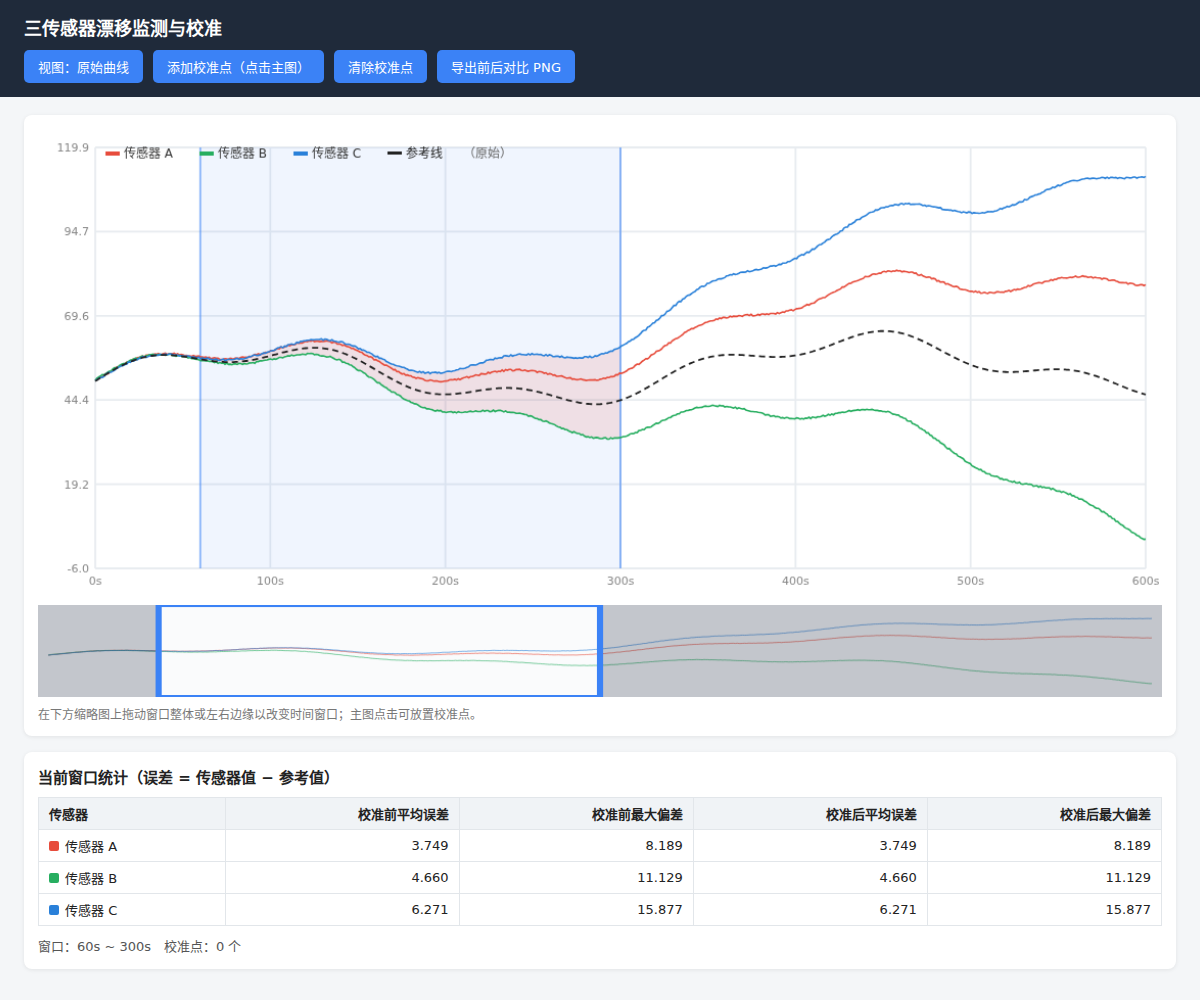 三传感器漂移监测与校准
视图：原始曲线 添加校准点（点击主图） 清除校准点 导出前后对比 PNG
传感器 A 传感器 B 传感器 C 参考线 （原始）
119.9
94.7
69.6
44.4
19.2
-6.0
0s 100s 200s 300s 400s 500s 600s
在下方缩略图上拖动窗口整体或左右边缘以改变时间窗口；主图点击可放置校准点。
当前窗口统计（误差 = 传感器值 − 参考值）
传感器 校准前平均误差 校准前最大偏差 校准后平均误差 校准后最大偏差
传感器 A 3.749 8.189 3.749 8.189
传感器 B 4.660 11.129 4.660 11.129
传感器 C 6.271 15.877 6.271 15.877
窗口：60s ~ 300s 校准点：0 个